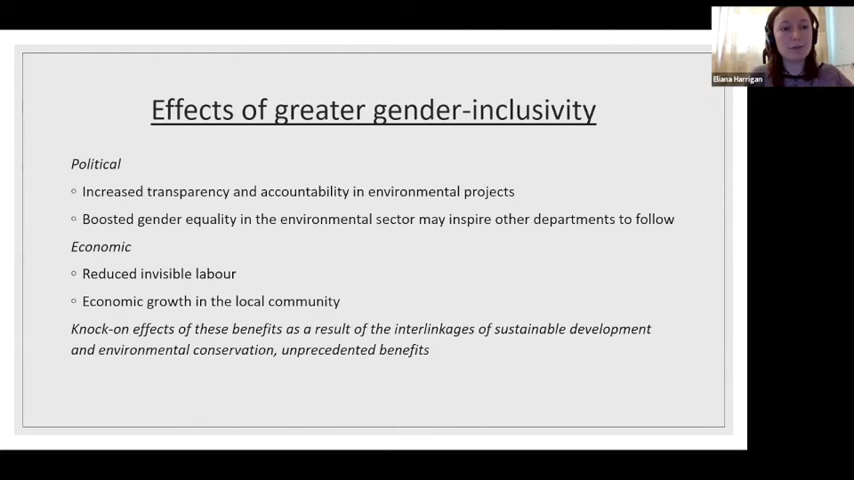 Eliana Harrigan
Effects of greater gender-inclusivity
Political
Increased transparency and accountability in environmental projects
Boosted gender equality in the environmental sector may inspire other departments to follow
Economic
Reduced invisible labour
Economic growth in the local community
Knock-on effects of these benefits as a result of the interlinkages of sustainable development
and environmental conservation, unprecedented benefits